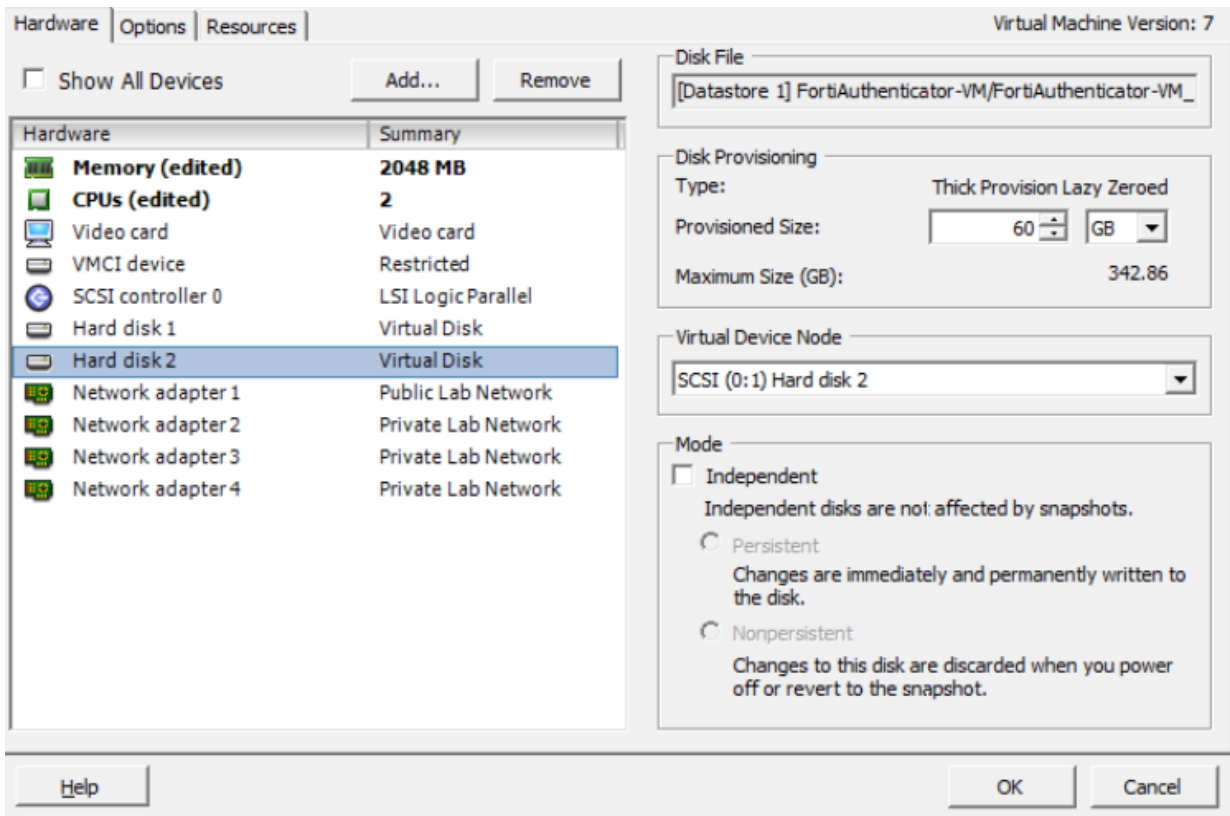 Hardware Options Resources Virtual Machine Version: 7
Show All Devices Add... Remove
Hardware Summary
Memory (edited) 2048 MB
CPUs (edited) 2
Video card Video card
VMCI device Restricted
SCSI controller 0 LSI Logic Parallel
Hard disk 1 Virtual Disk
Hard disk 2 Virtual Disk
Network adapter 1 Public Lab Network
Network adapter 2 Private Lab Network
Network adapter 3 Private Lab Network
Network adapter 4 Private Lab Network
Disk File
[Datastore 1] FortiAuthenticator-VM/FortiAuthenticator-VM_
Disk Provisioning
Type: Thick Provision Lazy Zeroed
Provisioned Size: 60 GB
Maximum Size (GB): 342.86
Virtual Device Node
SCSI (0:1) Hard disk 2
Mode
Independent
Independent disks are not affected by snapshots.
Persistent
Changes are immediately and permanently written to
the disk.
Nonpersistent
Changes to this disk are discarded when you power
off or revert to the snapshot.
Help OK Cancel